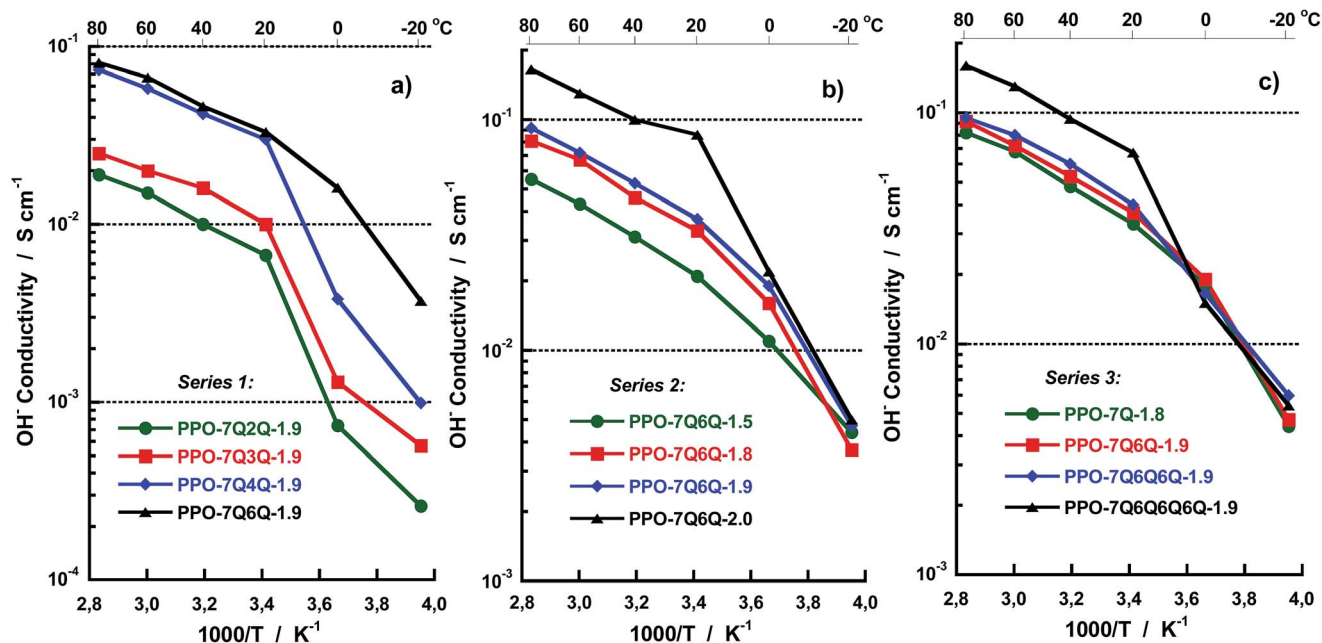 80 60 40 20 0 -20 °C
10-1
10-2
10-3
10-4
OH- Conductivity / S cm-1
a)
Series 1:
PPO-7Q2Q-1.9
PPO-7Q3Q-1.9
PPO-7Q4Q-1.9
PPO-7Q6Q-1.9
2,8 3,0 3,2 3,4 3,6 3,8 4,0
1000/T / K-1
80 60 40 20 0 -20 °C
10-1
10-2
10-3
OH- Conductivity / S cm-1
b)
Series 2:
PPO-7Q6Q-1.5
PPO-7Q6Q-1.8
PPO-7Q6Q-1.9
PPO-7Q6Q-2.0
2,8 3,0 3,2 3,4 3,6 3,8 4,0
1000/T / K-1
80 60 40 20 0 -20 °C
10-1
10-2
10-3
OH- Conductivity / S cm-1
c)
Series 3:
PPO-7Q-1.8
PPO-7Q6Q-1.9
PPO-7Q6Q6Q-1.9
PPO-7Q6Q6Q6Q-1.9
2,8 3,0 3,2 3,4 3,6 3,8 4,0
1000/T / K-1